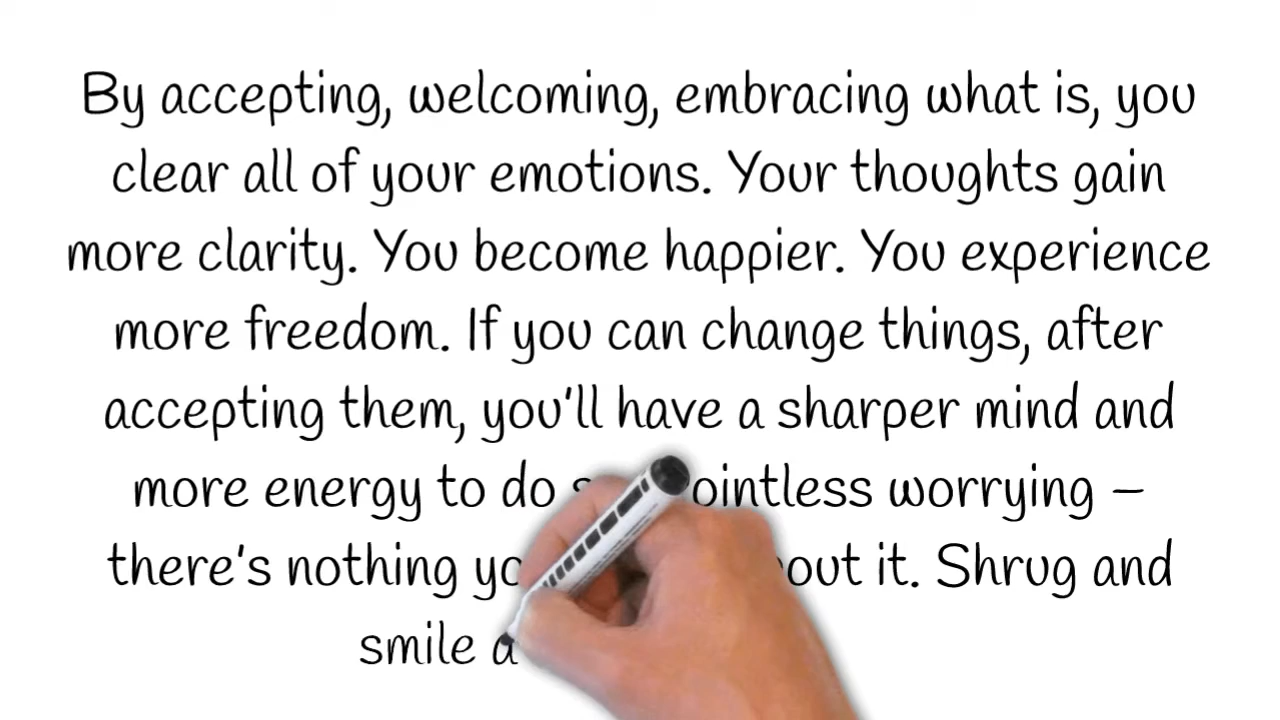 By accepting, welcoming, embracing what is, you
clear all of your emotions. Your thoughts gain
more clarity. You become happier. You experience
more freedom. If you can change things, after
accepting them, you'll have a sharper mind and
more energy to do worrying –
there's nothing it. Shrug and
smile